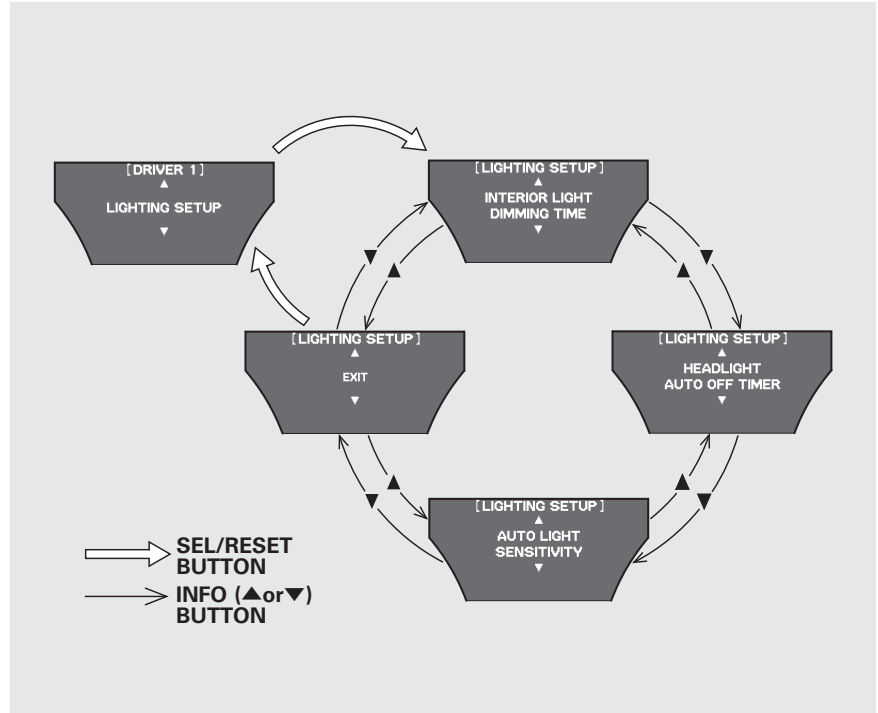 [DRIVER 1]
▲
LIGHTING SETUP
▼
[LIGHTING SETUP]
▲
INTERIOR LIGHT
DIMMING TIME
▼
▼
▲
▼
▲
[LIGHTING SETUP]
▲
EXIT
▼
[LIGHTING SETUP]
▲
HEADLIGHT
AUTO OFF TIMER
▼
▲
▼
▲
▼
[LIGHTING SETUP]
▲
AUTO LIGHT
SENSITIVITY
▼
SEL/RESET
BUTTON
INFO (▲or▼)
BUTTON